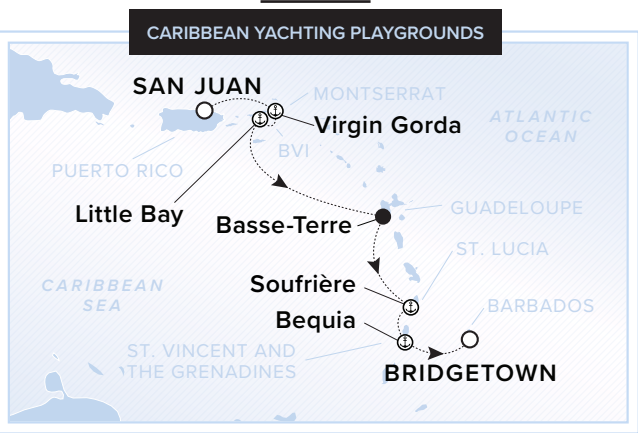 CARIBBEAN YACHTING PLAYGROUNDS
SAN JUAN
MONTSERRAT
Virgin Gorda
ATLANTIC
OCEAN
BVI
PUERTO RICO
Little Bay
Basse-Terre
GUADELOUPE
ST. LUCIA
Soufrière
CARIBBEAN
SEA
BARBADOS
Bequia
ST. VINCENT AND
THE GRENADINES
BRIDGETOWN